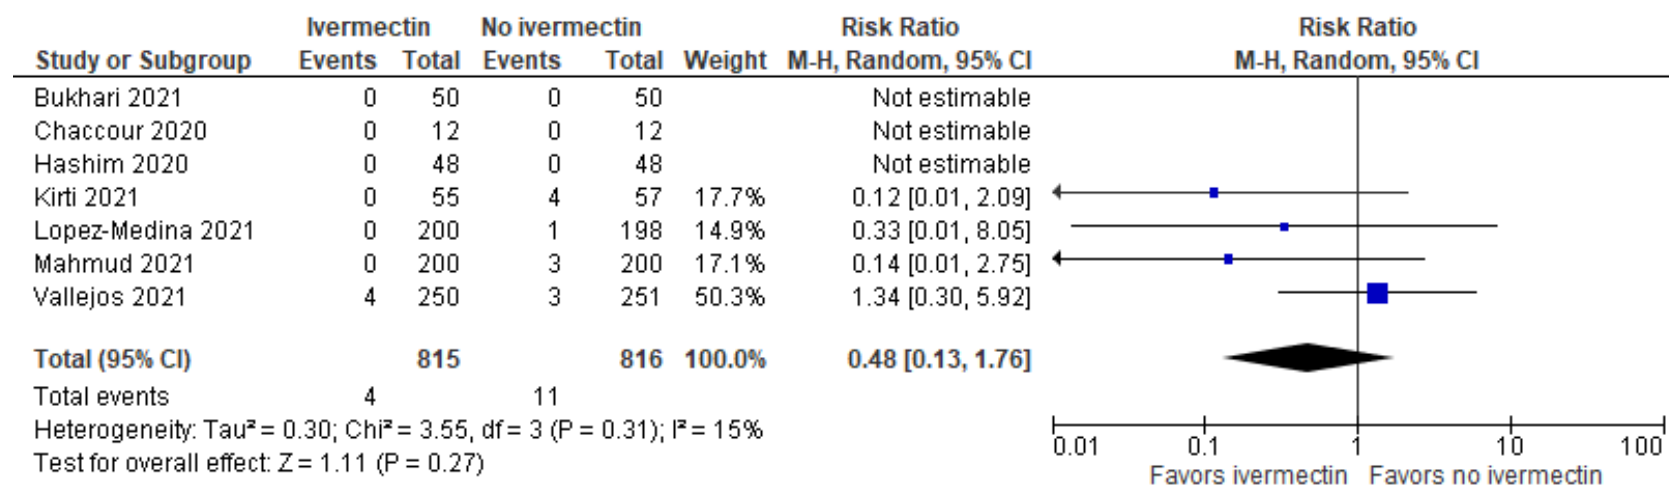 Ivermectin No ivermectin Risk Ratio Risk Ratio
Study or Subgroup Events Total Events Total Weight M-H, Random, 95% CI M-H, Random, 95% CI
Bukhari 2021 0 50 0 50 Not estimable
Chaccour 2020 0 12 0 12 Not estimable
Hashim 2020 0 48 0 48 Not estimable
Kirti 2021 0 55 4 57 17.7% 0.12 [0.01, 2.09]
Lopez-Medina 2021 0 200 1 198 14.9% 0.33 [0.01, 8.05]
Mahmud 2021 0 200 3 200 17.1% 0.14 [0.01, 2.75]
Vallejos 2021 4 250 3 251 50.3% 1.34 [0.30, 5.92]
Total (95% CI) 815 816 100.0% 0.48 [0.13, 1.76]
Total events 4 11
Heterogeneity: Tau² = 0.30; Chi² = 3.55, df = 3 (P = 0.31); I² = 15%
Test for overall effect: Z = 1.11 (P = 0.27)
0.01 0.1 1 10 100
Favors ivermectin Favors no ivermectin